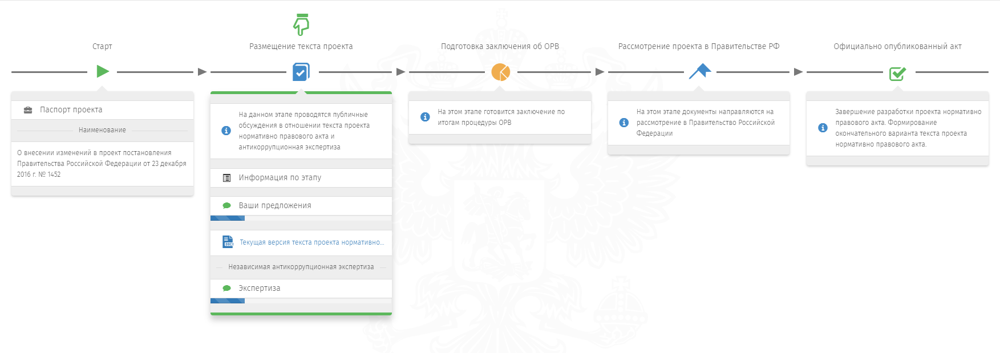 Старт
Паспорт проекта
Наименование
О внесении изменений в проект постановления
Правительства Российской Федерации от 23 декабря
2016 г. № 1452
Размещение текста проекта
На данном этапе проводятся публичные
обсуждения в отношении текста проекта
нормативно правового акта и
антикоррупционная экспертиза
Информация по этапу
Ваши предложения
DOCX
Текущая версия текста проекта нормативно...
Независимая антикоррупционная экспертиза
Экспертиза
Подготовка заключения об ОРВ
На этом этапе готовится заключение по
итогам процедуры ОРВ
Рассмотрение проекта в Правительстве РФ
На этом этапе документы направляются на
рассмотрение в Правительство Российской
Федерации
Официально опубликованный акт
Завершение разработки проекта нормативно
правового акта. Формирование
окончательного варианта текста проекта
нормативно правового акта.